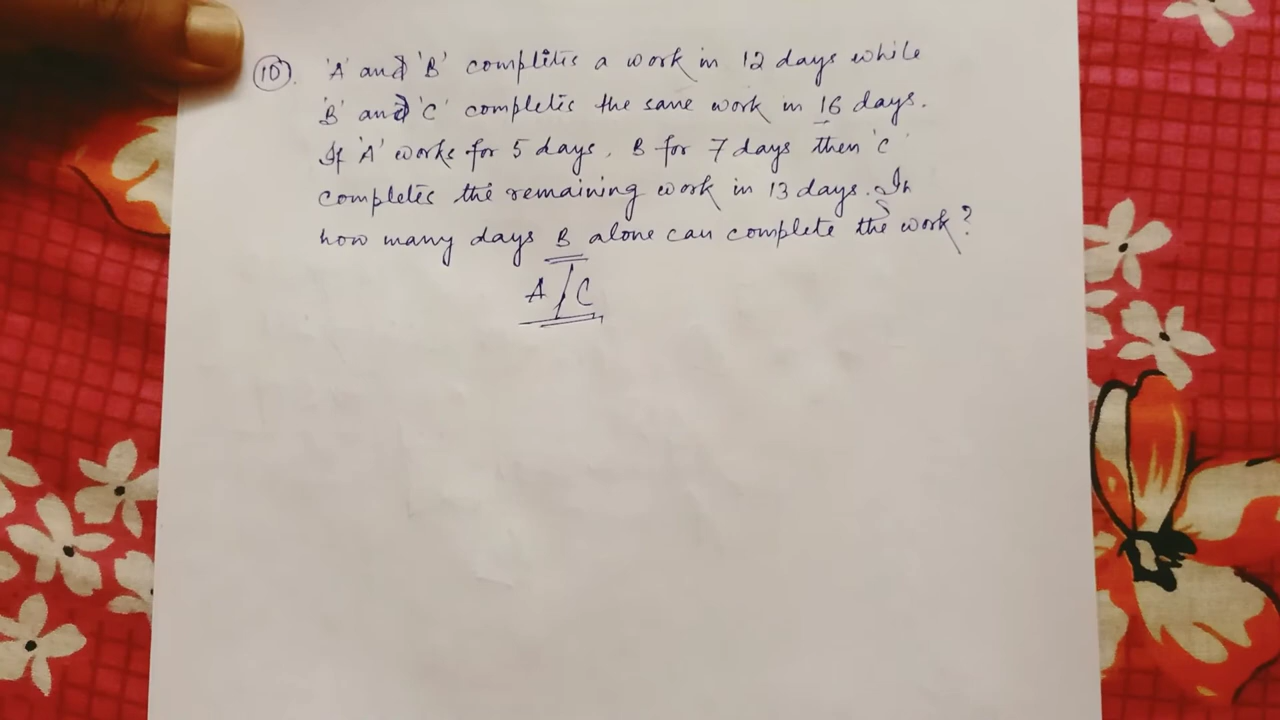 10. 'A' and 'B' complitis a work in 12 days while
'B' and 'C' completis the same work in 16 days.
If 'A' works for 5 days, B for 7 days then 'C'
completes the remaining work in 13 days. In
how many days B alone can complete the work?
A / C